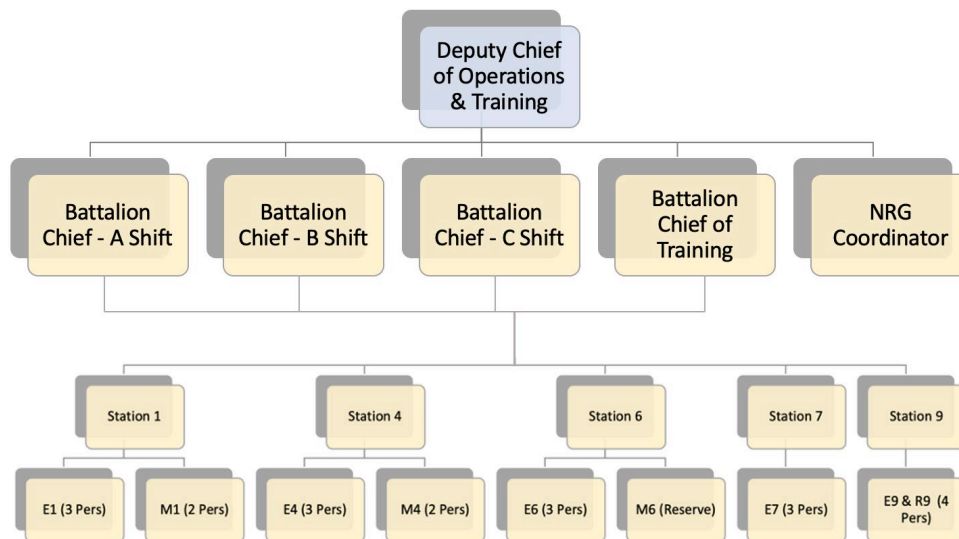 Deputy Chief
of Operations
& Training
Battalion
Chief - A Shift
Battalion
Chief - B Shift
Battalion
Chief - C Shift
Battalion
Chief of
Training
NRG
Coordinator
Station 1
Station 4
Station 6
Station 7
Station 9
E1 (3 Pers)
M1 (2 Pers)
E4 (3 Pers)
M4 (2 Pers)
E6 (3 Pers)
M6 (Reserve)
E7 (3 Pers)
E9 & R9 (4
Pers)